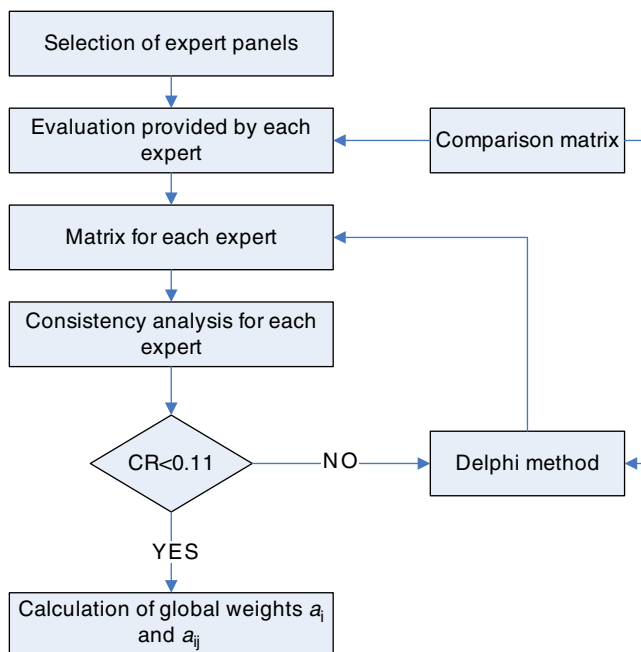 Selection of expert panels
Evaluation provided by each
expert
Comparison matrix
Matrix for each expert
Consistency analysis for each
expert
CR<0.11
NO
Delphi method
YES
Calculation of global weights ai
and aij